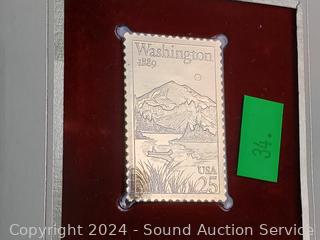 Washington
1889
34.
USA
25
Copyright © 2024 - Sound Auction Service